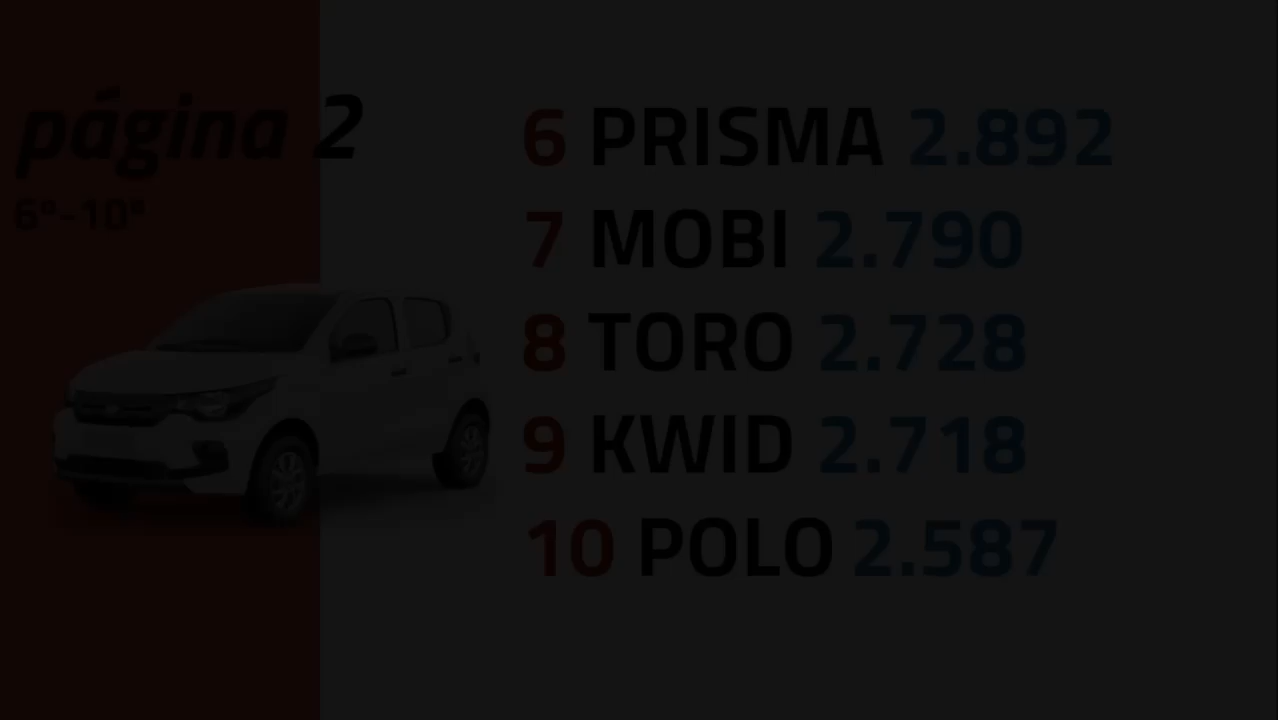 página 2
6º-10º
6 PRISMA 2.892
7 MOBI 2.790
8 TORO 2.728
9 KWID 2.718
10 POLO 2.587